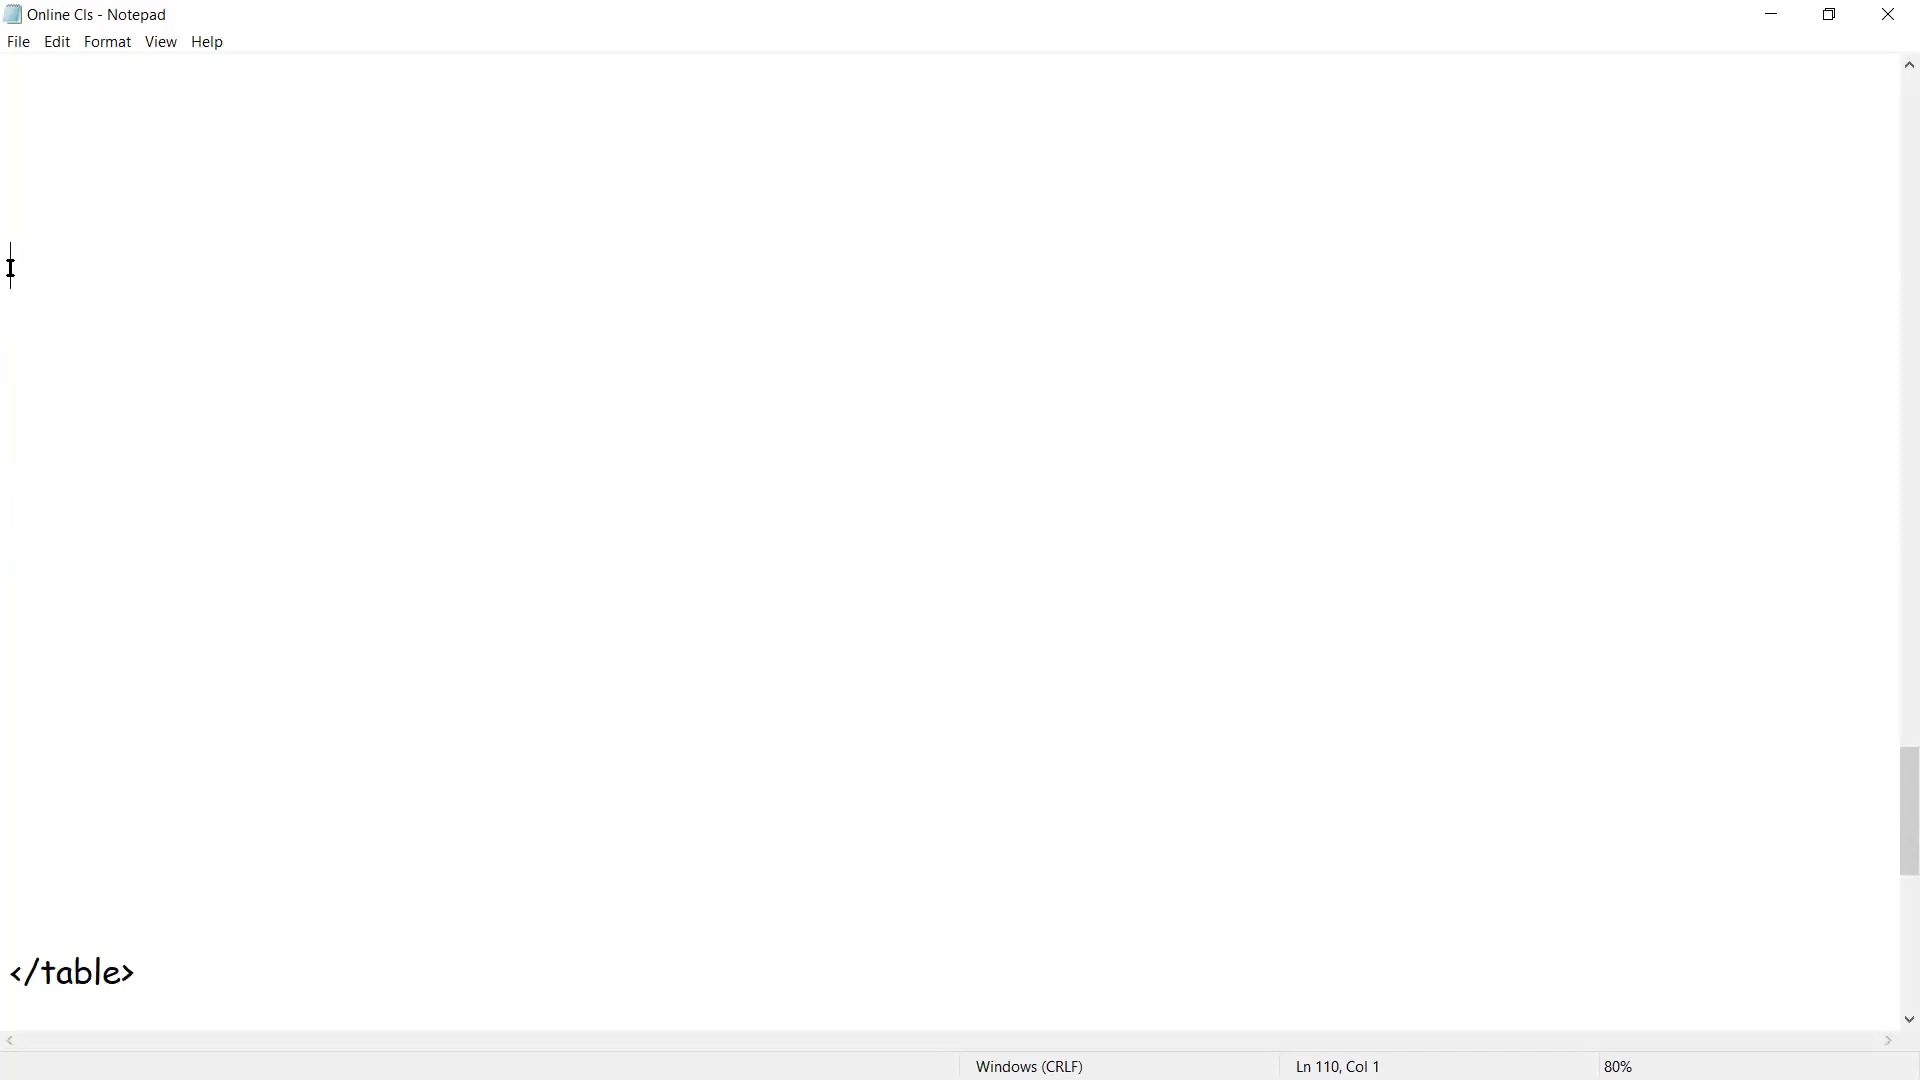 Online Cls - Notepad
File Edit Format View Help
</table>
Windows (CRLF) Ln 110, Col 1 80%